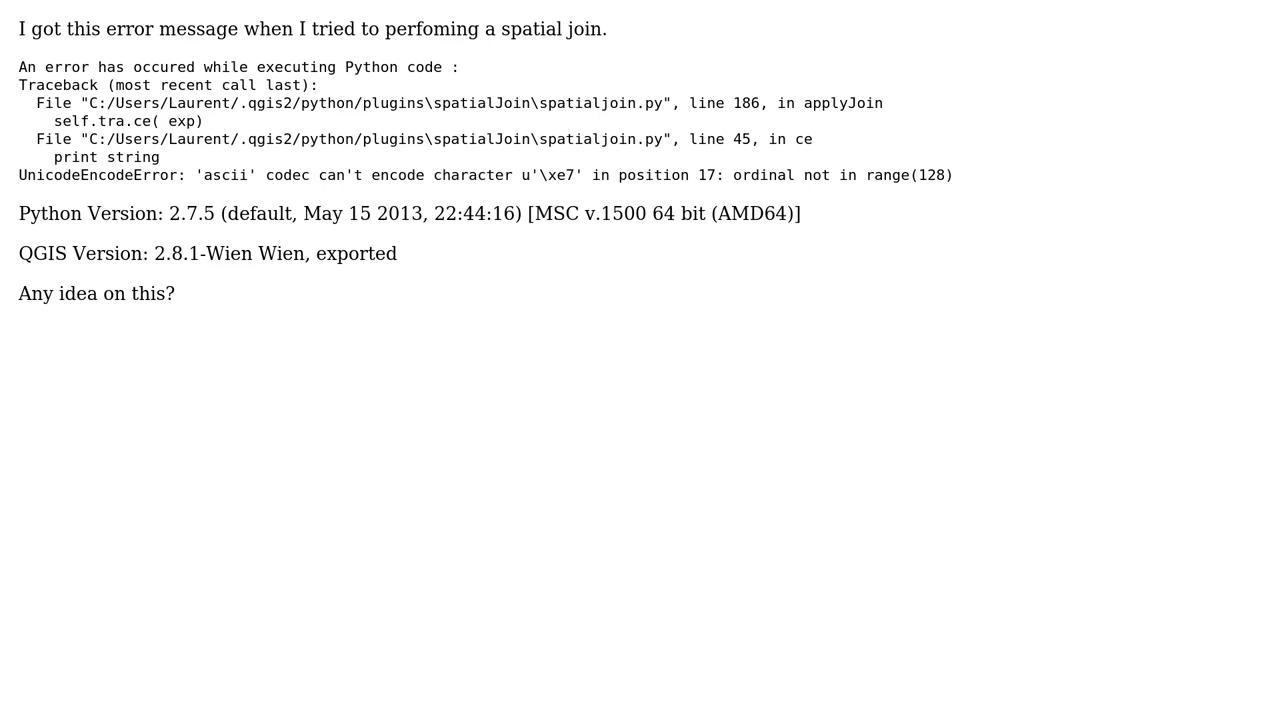 I got this error message when I tried to perfoming a spatial join.
An error has occured while executing Python code :
Traceback (most recent call last):
  File "C:/Users/Laurent/.qgis2/python/plugins\spatialJoin\spatialjoin.py", line 186, in applyJoin
    self.tra.ce( exp)
  File "C:/Users/Laurent/.qgis2/python/plugins\spatialJoin\spatialjoin.py", line 45, in ce
    print string
UnicodeEncodeError: 'ascii' codec can't encode character u'\xe7' in position 17: ordinal not in range(128)
Python Version: 2.7.5 (default, May 15 2013, 22:44:16) [MSC v.1500 64 bit (AMD64)]
QGIS Version: 2.8.1-Wien Wien, exported
Any idea on this?